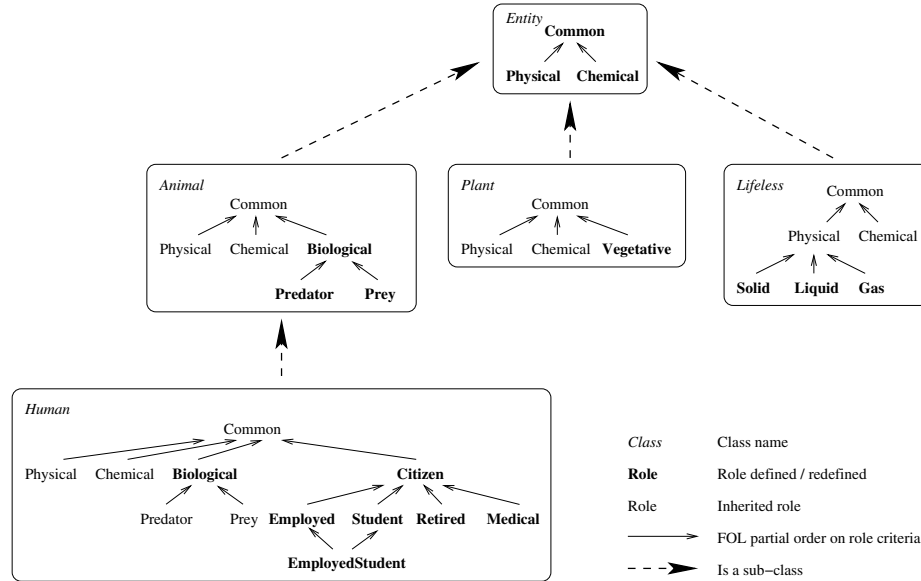 Entity
Common
Physical Chemical
Animal
Common
Physical Chemical Biological
Predator Prey
Plant
Common
Physical Chemical Vegetative
Lifeless
Common
Physical Chemical
Solid Liquid Gas
Human
Common
Physical Chemical Biological Citizen
Predator Prey Employed Student Retired Medical
EmployedStudent
Class Class name
Role Role defined / redefined
Role Inherited role
FOL partial order on role criteria
Is a sub−class